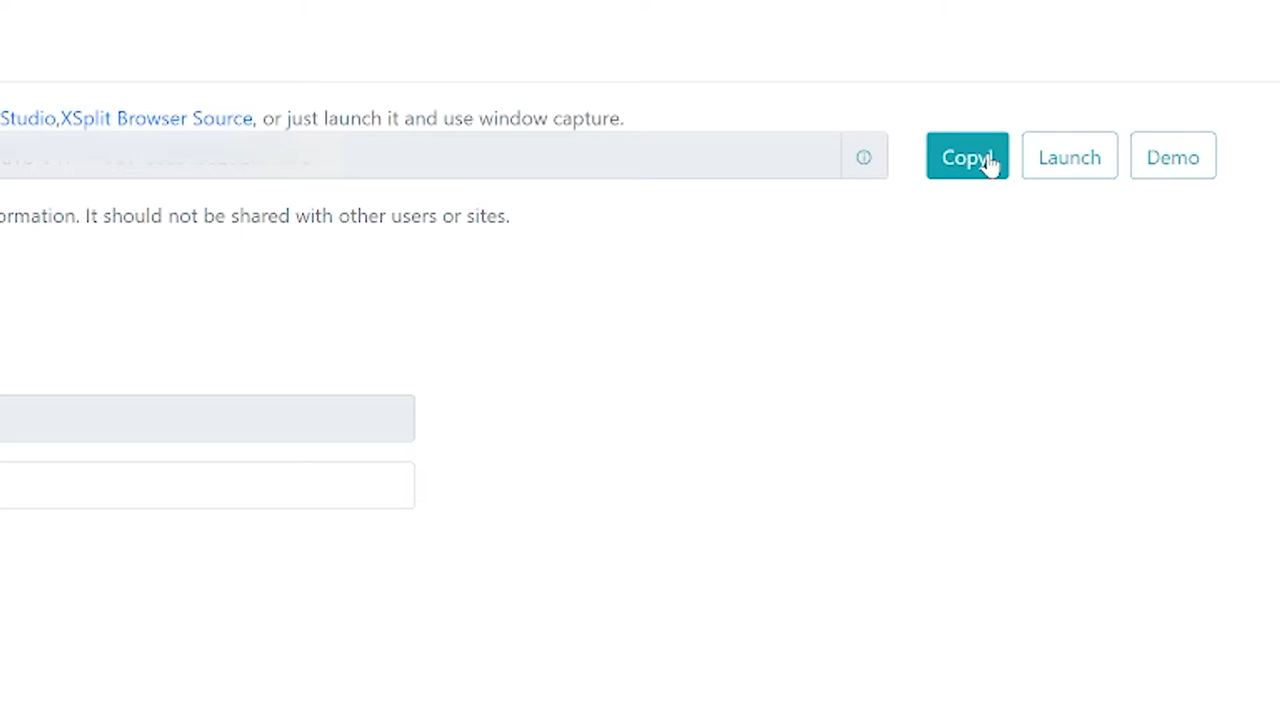 Studio,XSplit Browser Source, or just launch it and use window capture.
Copy! Launch Demo
ormation. It should not be shared with other users or sites.